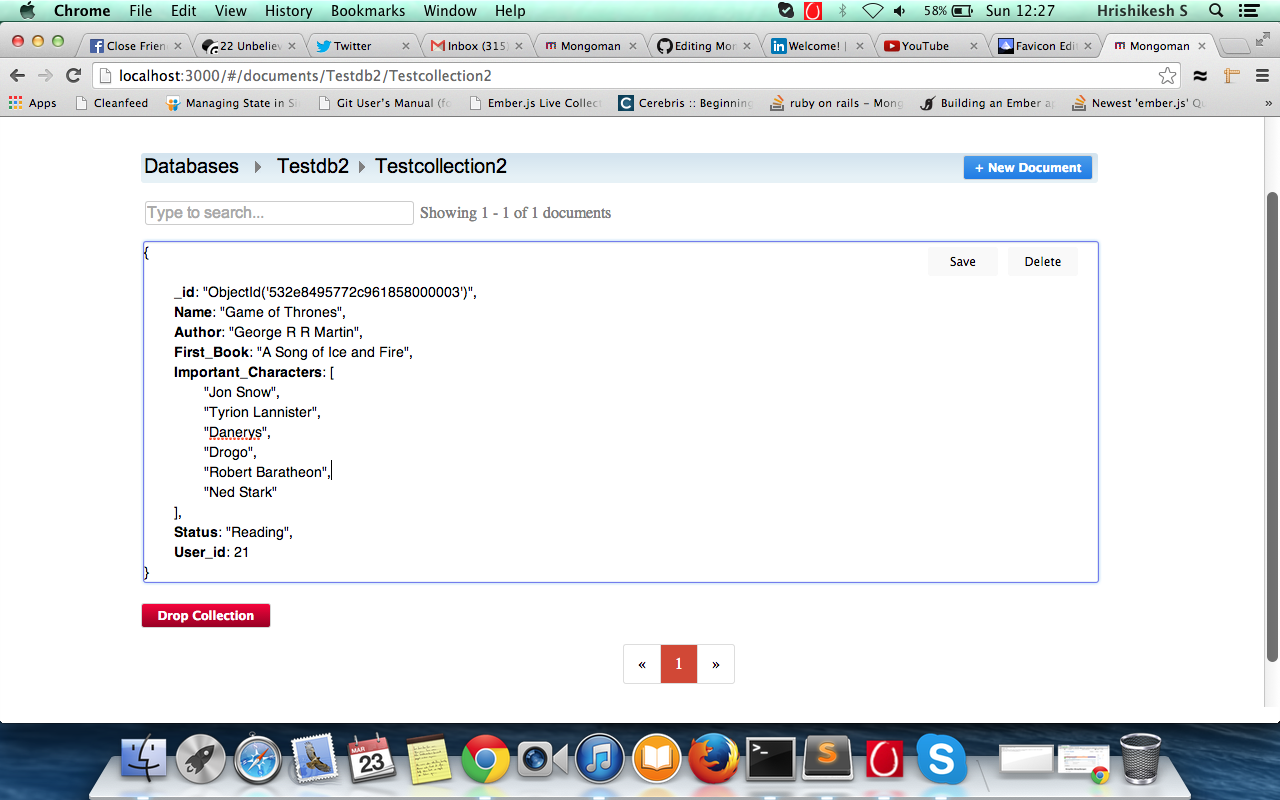 Chrome File Edit View History Bookmarks Window Help 58% Sun 12:27 Hrishikesh S
Close Frien 22 Unbeliev Twitter Inbox (315) Mongoman Editing Mon Welcome! | YouTube Favicon Edi Mongoman
localhost:3000/#/documents/Testdb2/Testcollection2
Apps Cleanfeed Managing State in Si Git User's Manual (fo Ember.js Live Collect Cerebris :: Beginning ruby on rails – Mong Building an Ember ap Newest 'ember.js' Qu »
Databases Testdb2 Testcollection2 + New Document
Type to search... Showing 1 - 1 of 1 documents
{ Save Delete
_id: "ObjectId('532e8495772c961858000003')",
Name: "Game of Thrones",
Author: "George R R Martin",
First_Book: "A Song of Ice and Fire",
Important_Characters: [
"Jon Snow",
"Tyrion Lannister",
"Danerys",
"Drogo",
"Robert Baratheon",
"Ned Stark"
],
Status: "Reading",
User_id: 21
}
Drop Collection
« 1 »
MAR
23